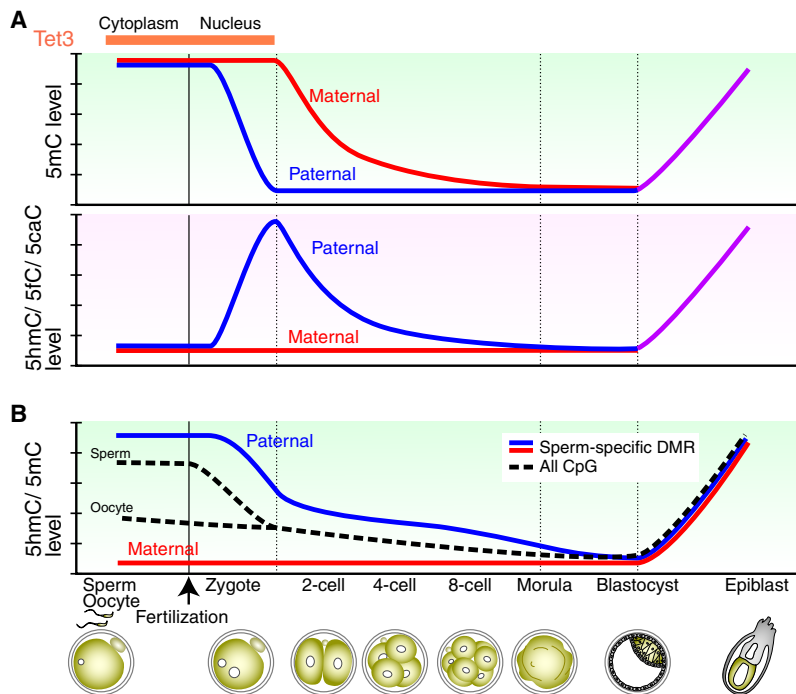 A
Cytoplasm Nucleus
Tet3
5mC level
Maternal
Paternal
5hmC/ 5fC/ 5caC
level
Paternal
Maternal
B
5hmC/ 5mC
level
Paternal
Sperm
Oocyte
Maternal
Sperm-specific DMR
All CpG
Sperm
Oocyte
Fertilization
Zygote 2-cell 4-cell 8-cell Morula Blastocyst Epiblast